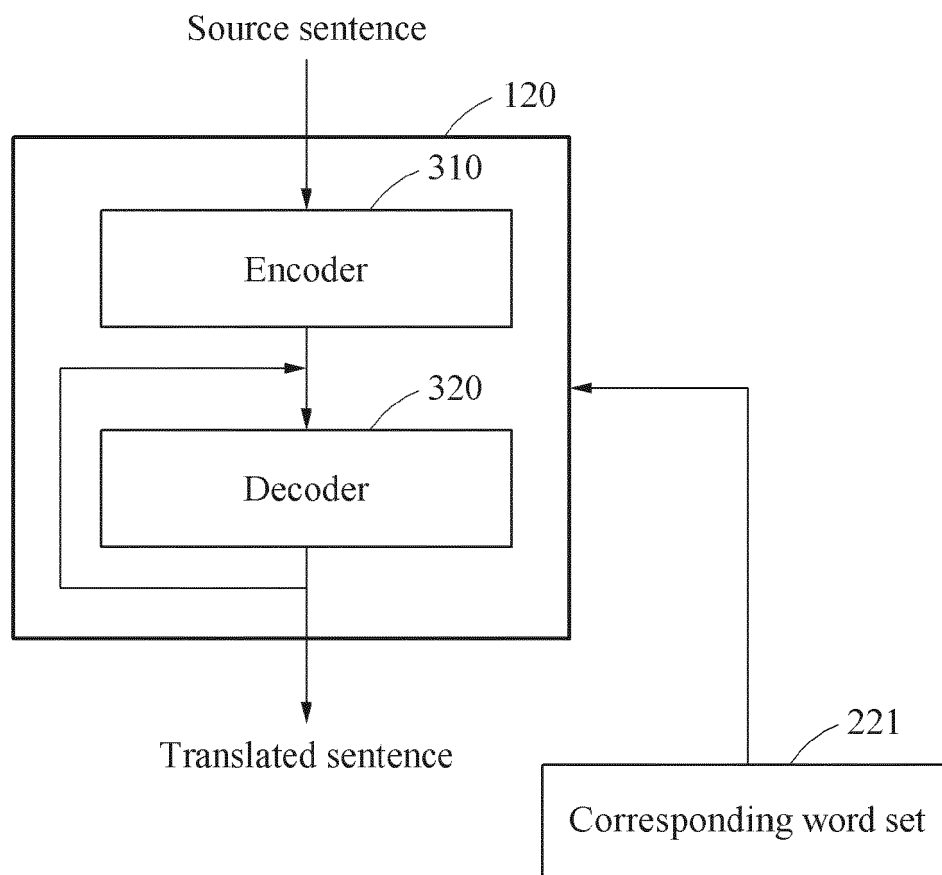 Source sentence
120
310
Encoder
320
Decoder
Translated sentence
221
Corresponding word set